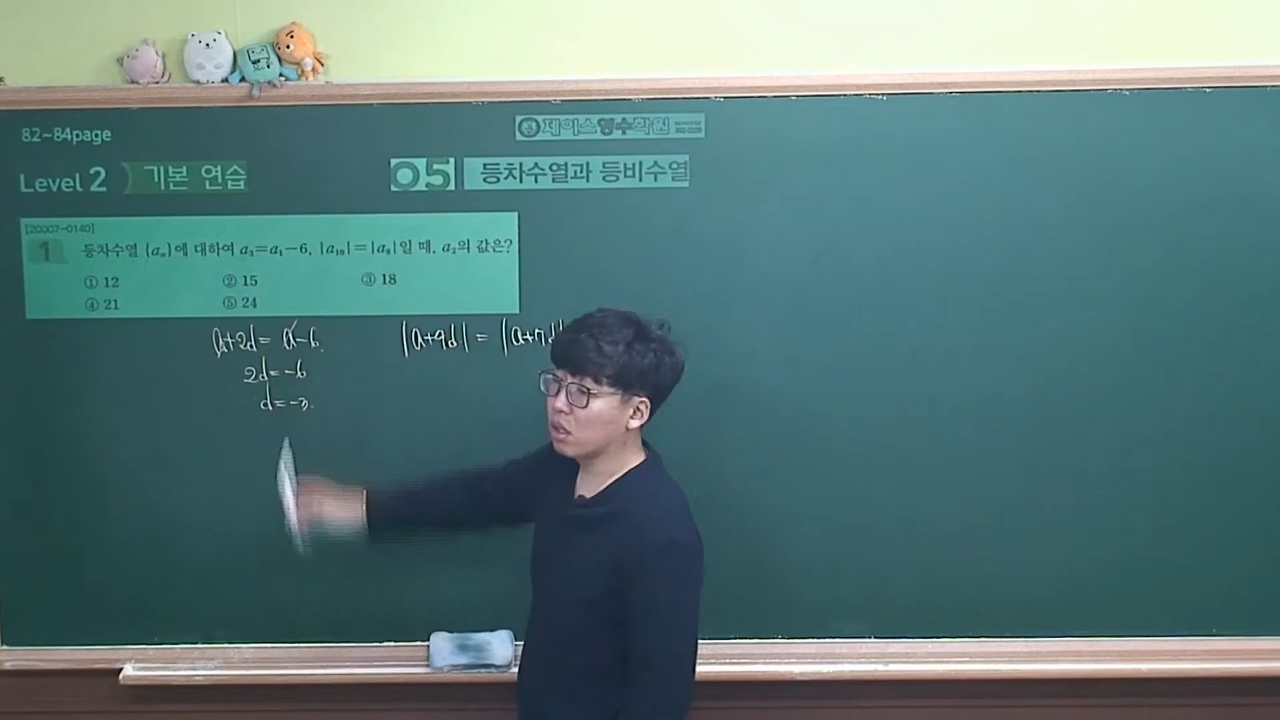 82~84page
제이스영수학원
Level 2 기본 연습
05 등차수열과 등비수열
[20007-0140]
1 등차수열 {aₙ}에 대하여 a₃=a₁-6, |a₁₀|=|a₈|일 때, a₂의 값은?
① 12 ② 15 ③ 18
④ 21 ⑤ 24
a+2d = a-6. |a+9d| = |a+7d|
2d = -6
d = -3.